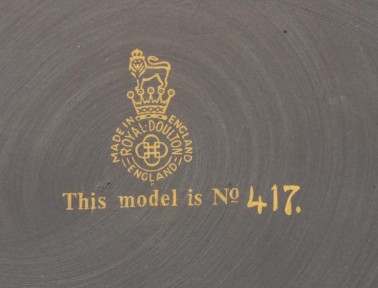 MADE IN ENGLAND
ROYAL·DOULTON
ENGLAND
This model is Nº 417.